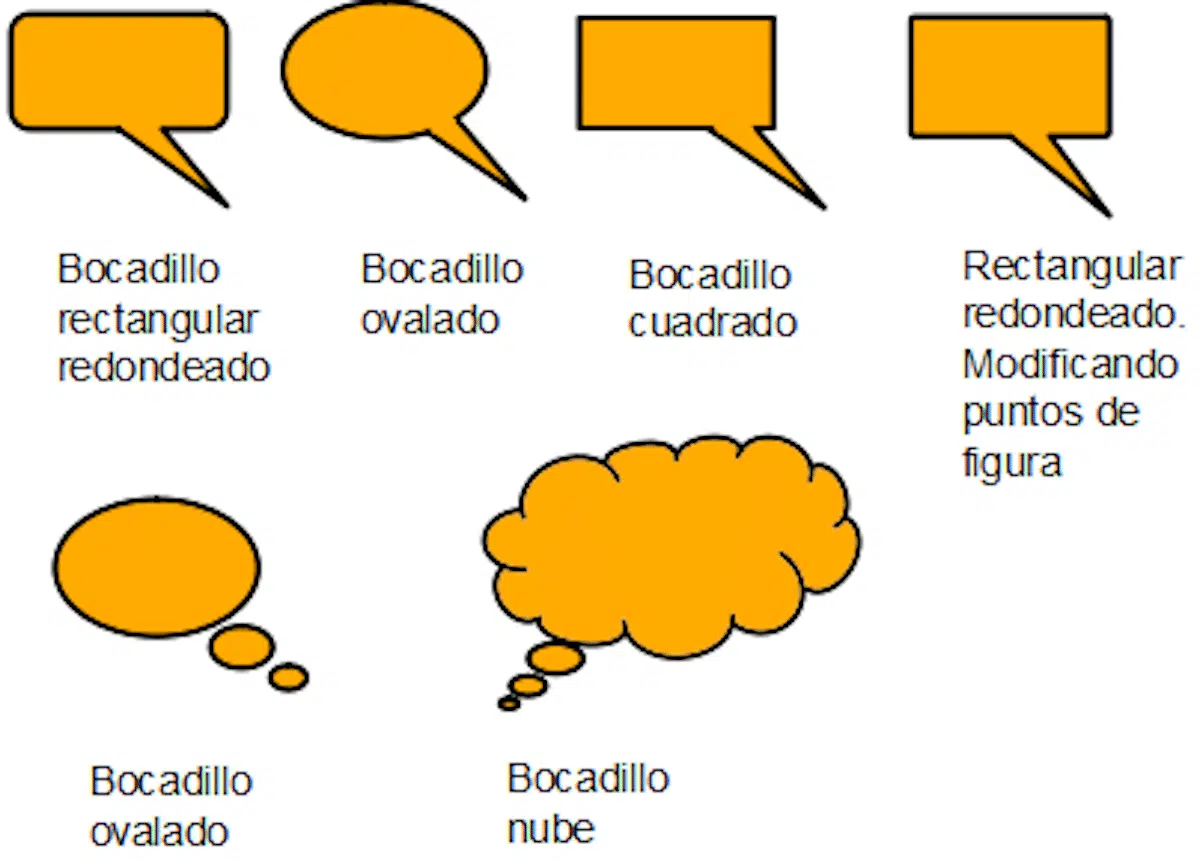 Bocadillo
rectangular
redondeado
Bocadillo
ovalado
Bocadillo
cuadrado
Rectangular
redondeado.
Modificando
puntos de
figura
Bocadillo
ovalado
Bocadillo
nube